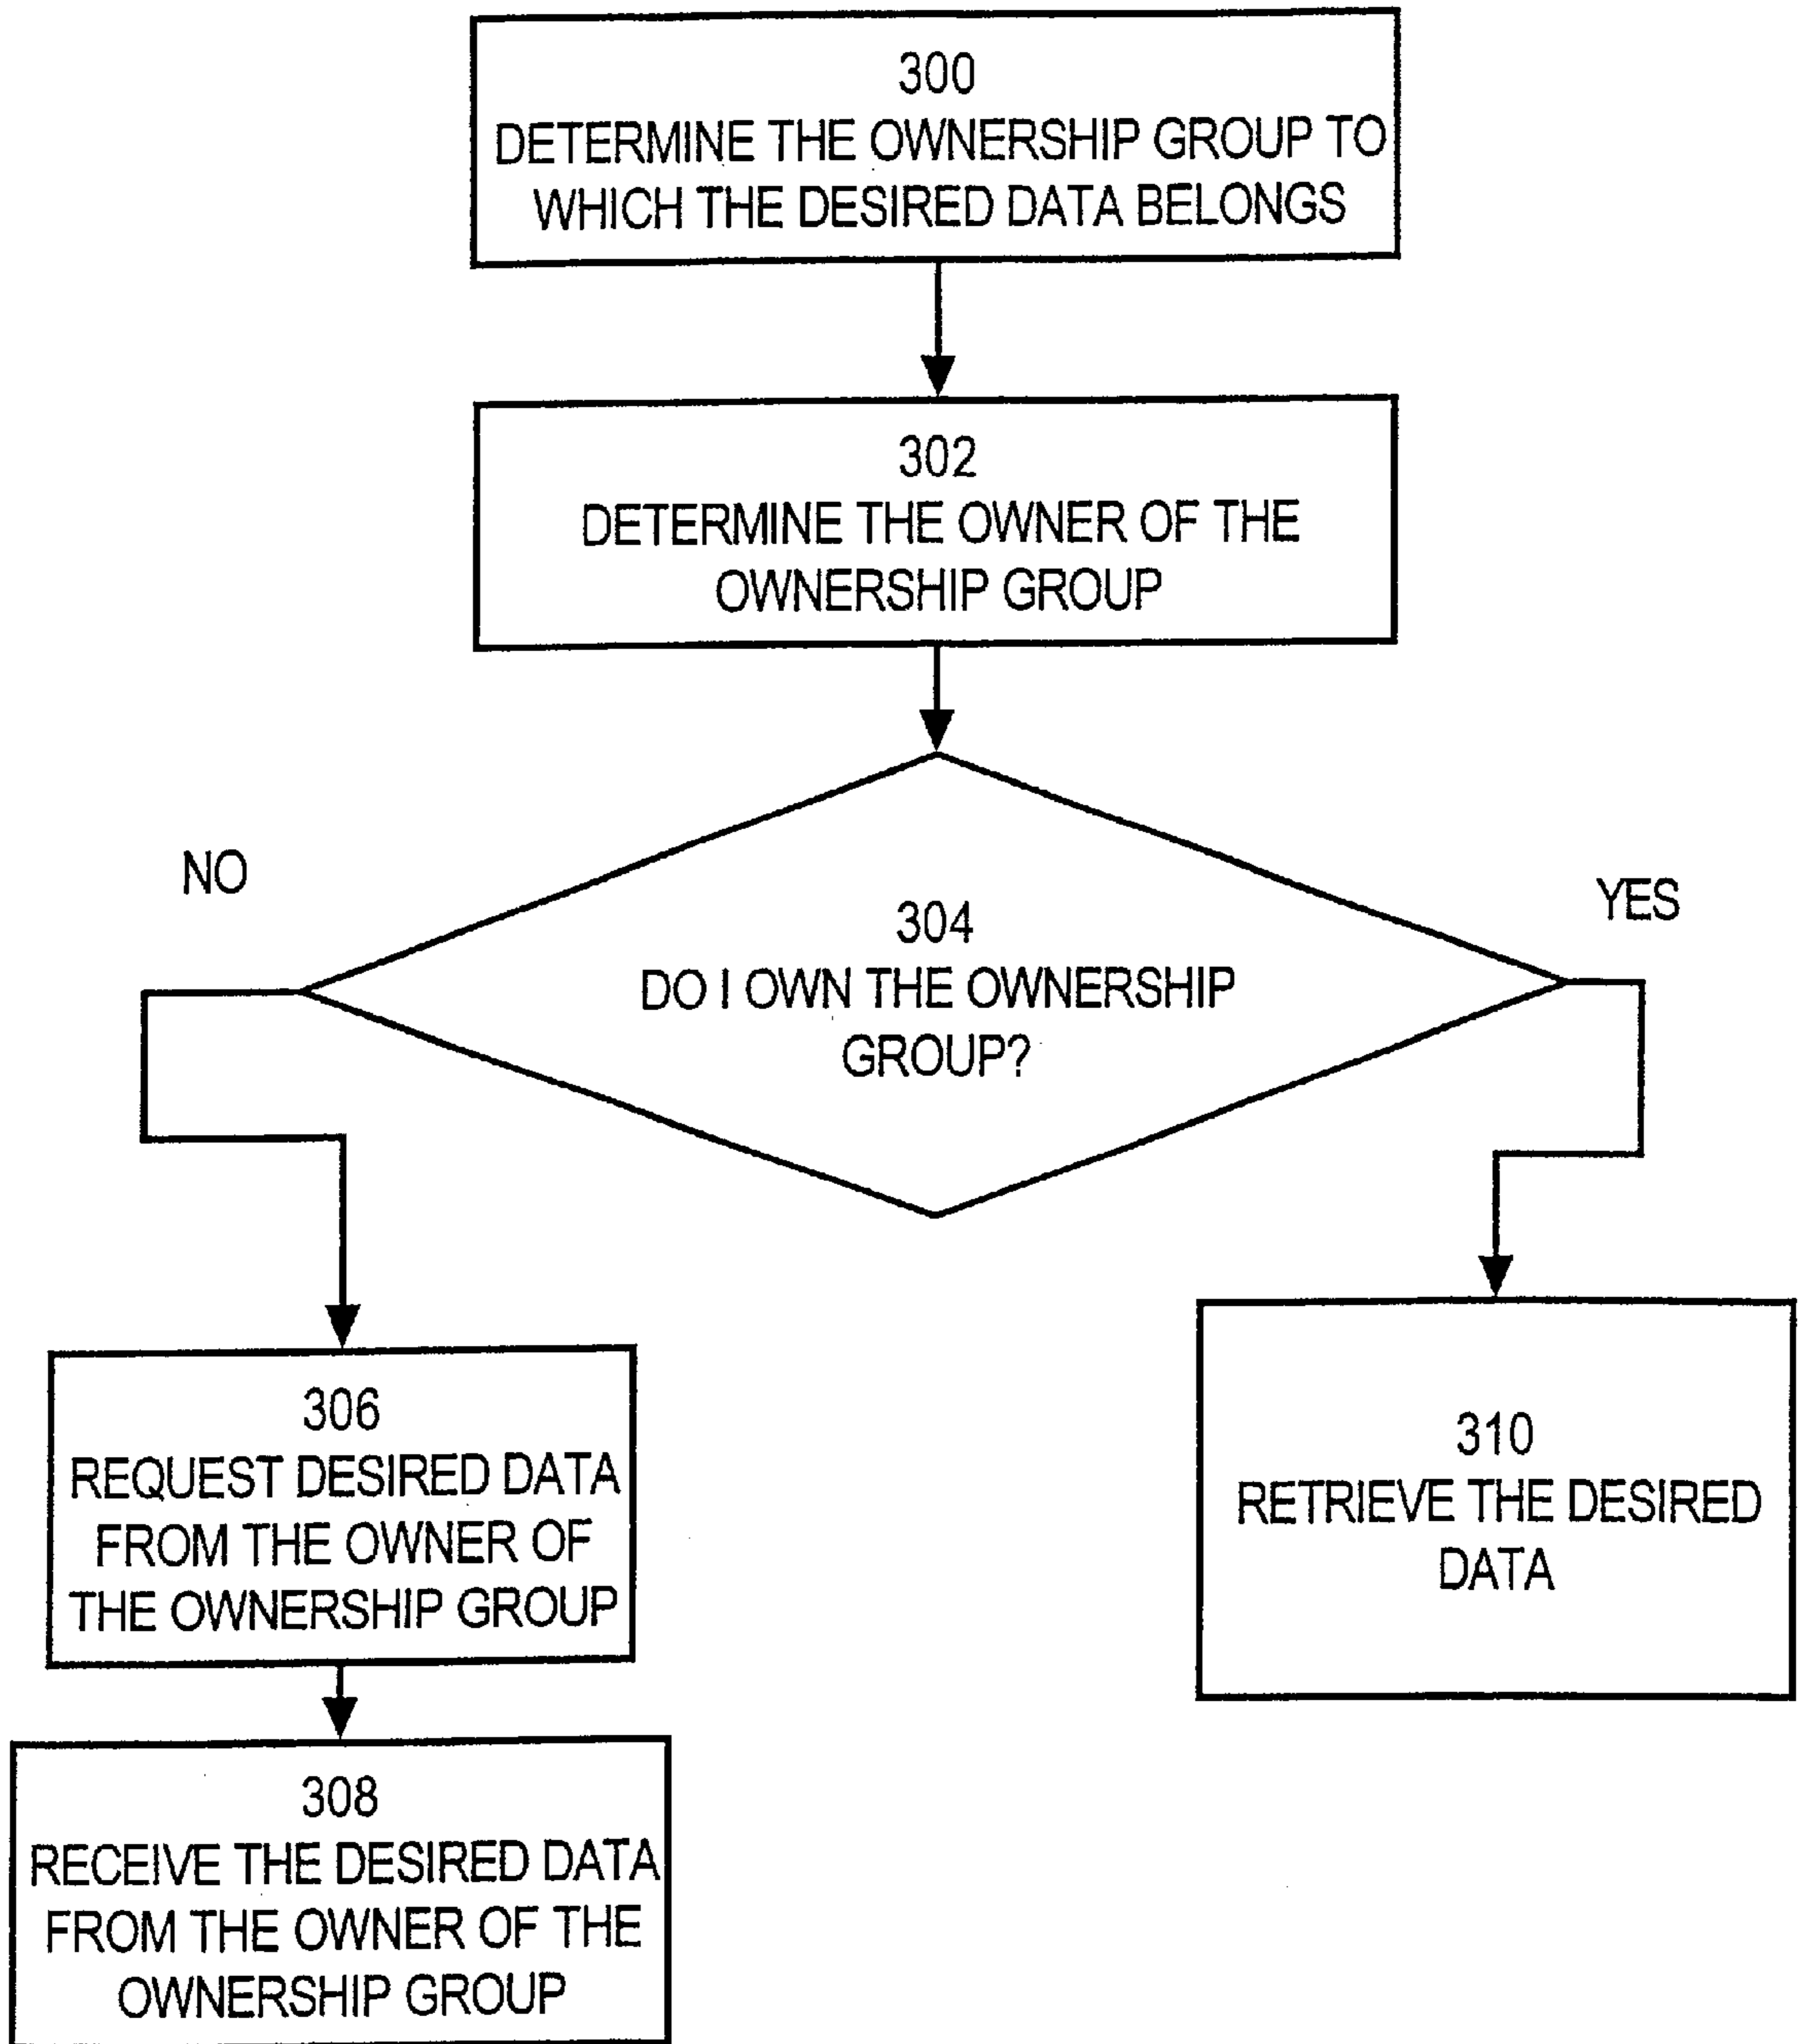 300
DETERMINE THE OWNERSHIP GROUP TO
WHICH THE DESIRED DATA BELONGS
302
DETERMINE THE OWNER OF THE
OWNERSHIP GROUP
NO
YES
304
DO I OWN THE OWNERSHIP
GROUP?
306
REQUEST DESIRED DATA
FROM THE OWNER OF
THE OWNERSHIP GROUP
310
RETRIEVE THE DESIRED
DATA
308
RECEIVE THE DESIRED DATA
FROM THE OWNER OF THE
OWNERSHIP GROUP